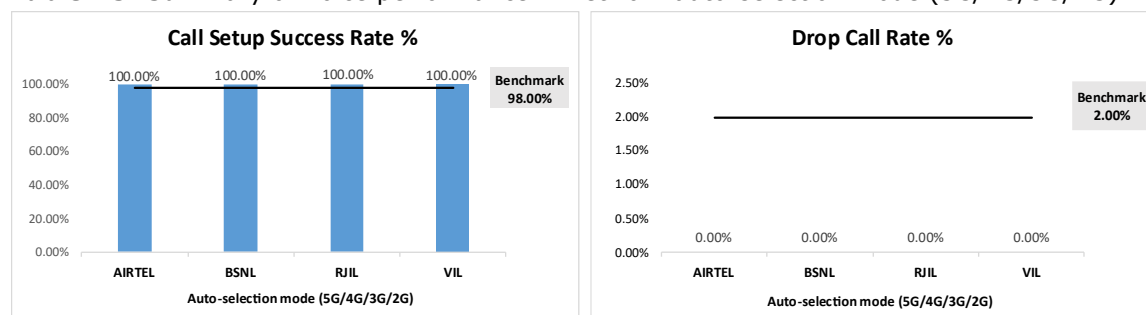 Call Setup Success Rate %
100.00% 100.00% 100.00% 100.00%
Benchmark
98.00%
100.00%
80.00%
60.00%
40.00%
20.00%
0.00%
AIRTEL BSNL RJIL VIL
Auto-selection mode (5G/4G/3G/2G)
Drop Call Rate %
2.50%
Benchmark
2.00%
2.00%
1.50%
1.00%
0.50%
0.00%
0.00% 0.00% 0.00% 0.00%
AIRTEL BSNL RJIL VIL
Auto-selection mode (5G/4G/3G/2G)